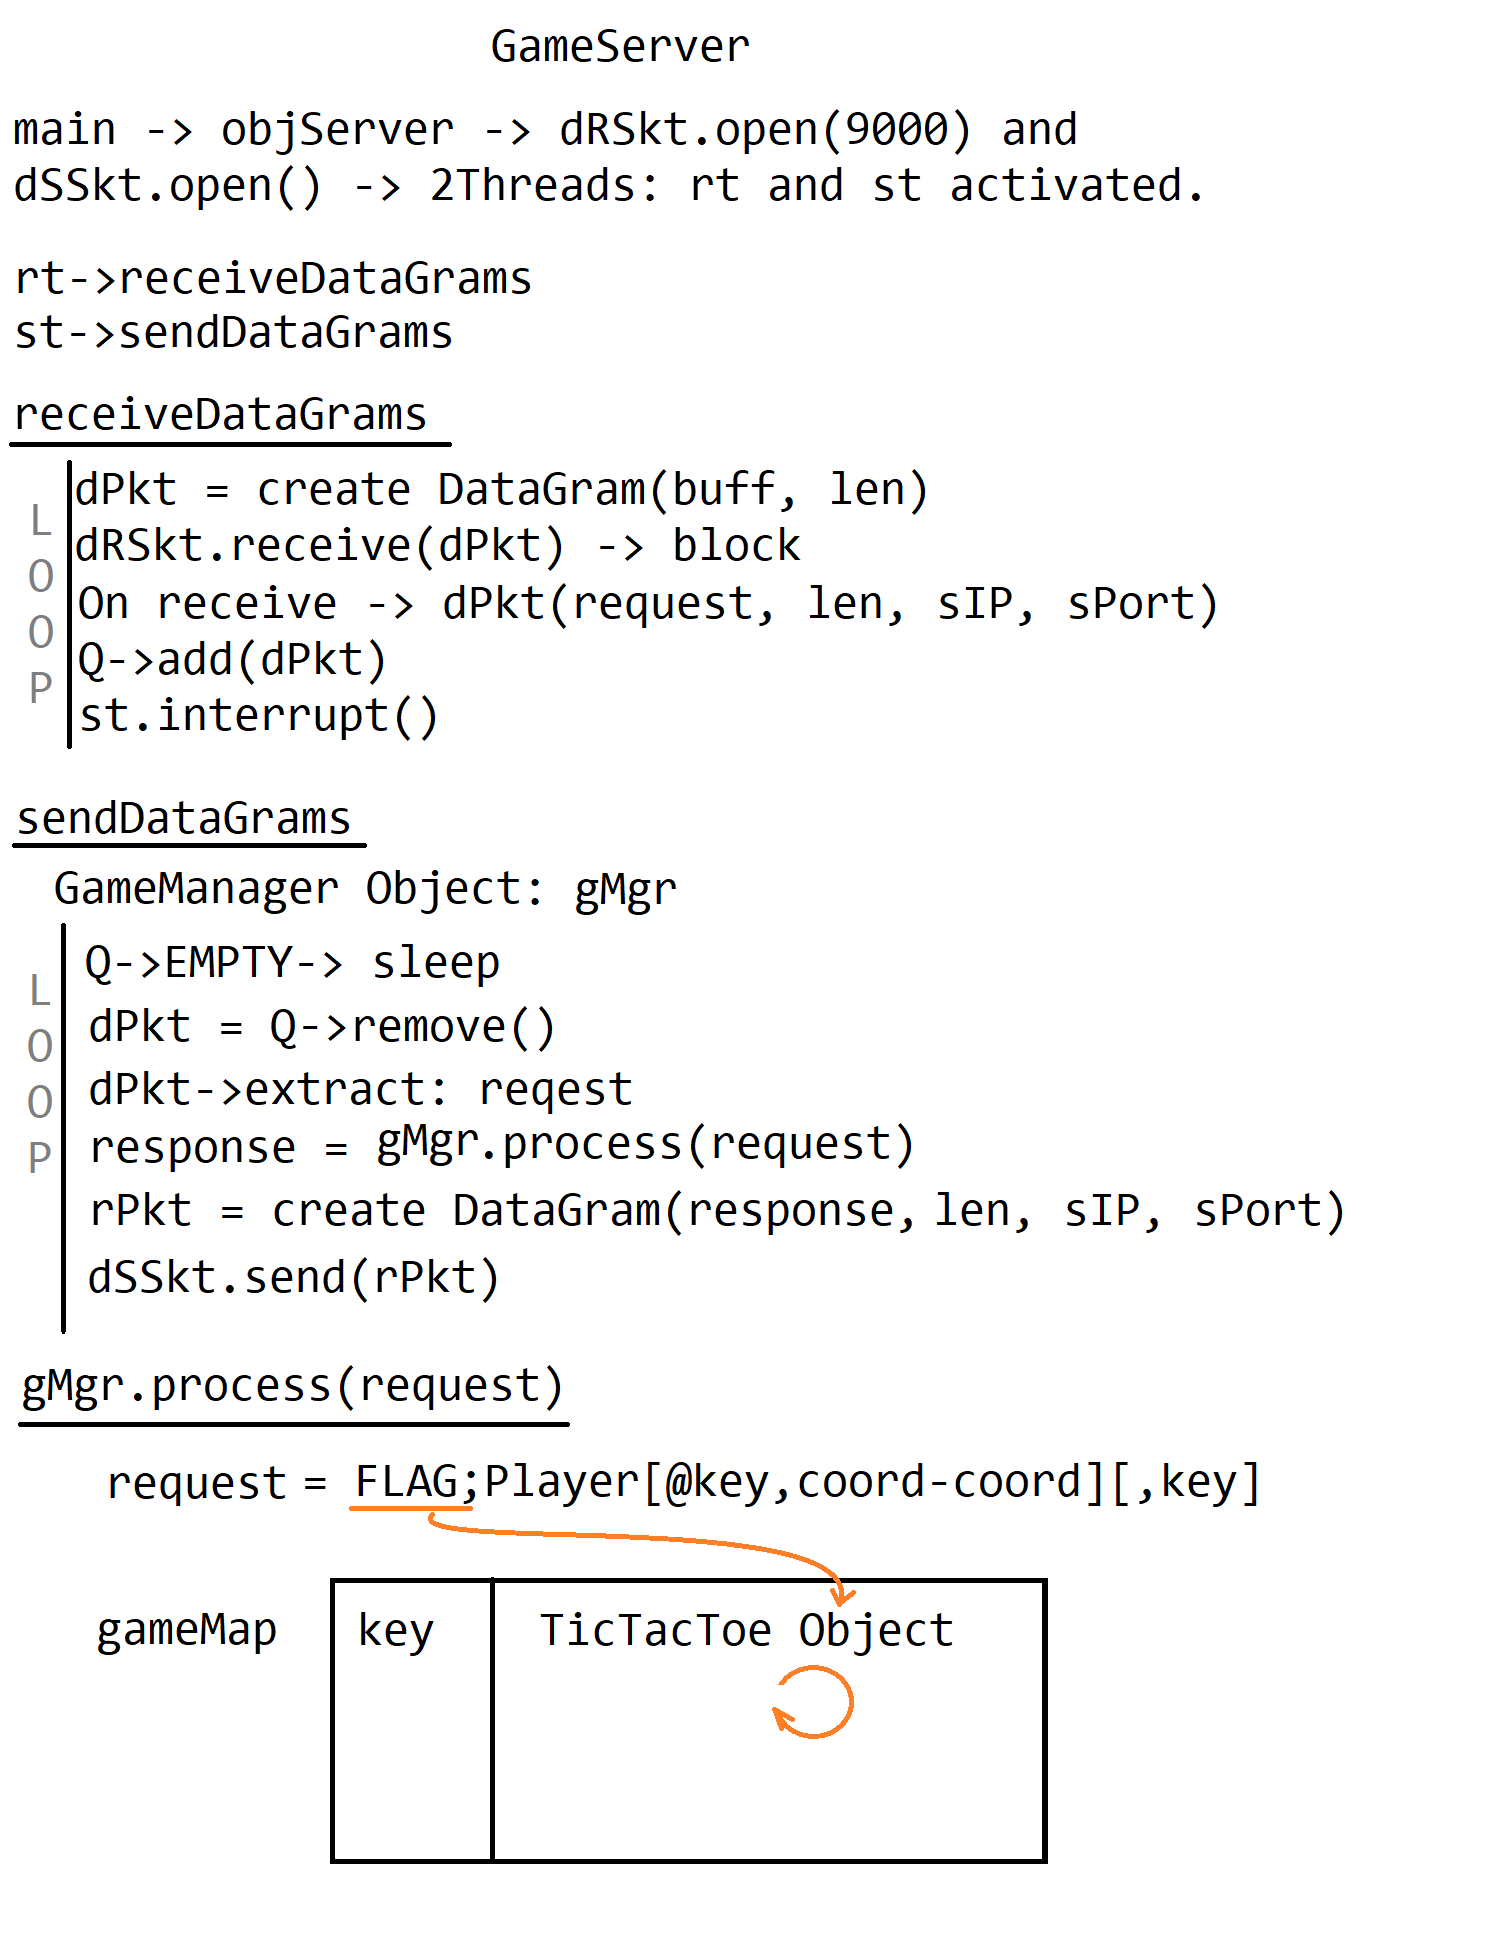 GameServer
main -> objServer -> dRSkt.open(9000) and
dSSkt.open() -> 2Threads: rt and st activated.
rt->receiveDataGrams
st->sendDataGrams
receiveDataGrams
LOOP
dPkt = create DataGram(buff, len)
dRSkt.receive(dPkt) -> block
On receive -> dPkt(request, len, sIP, sPort)
Q->add(dPkt)
st.interrupt()
sendDataGrams
GameManager Object: gMgr
LOOP
Q->EMPTY-> sleep
dPkt = Q->remove()
dPkt->extract: reqest
response = gMgr.process(request)
rPkt = create DataGram(response, len, sIP, sPort)
dSSkt.send(rPkt)
gMgr.process(request)
request = FLAG;Player[@key,coord-coord][,key]
gameMap key TicTacToe Object